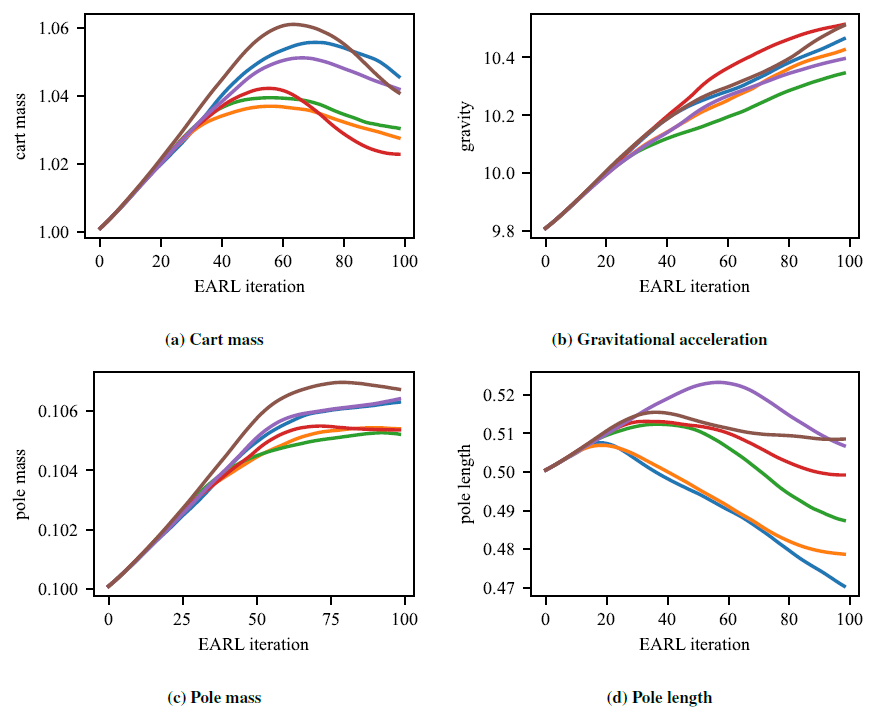 1.06
1.04
1.02
1.00
cart mass
0 20 40 60 80 100
EARL iteration
(a) Cart mass
10.4
10.2
10.0
9.8
gravity
0 20 40 60 80 100
EARL iteration
(b) Gravitational acceleration
0.106
0.104
0.102
0.100
pole mass
0 25 50 75 100
EARL iteration
(c) Pole mass
0.52
0.51
0.50
0.49
0.48
0.47
pole length
0 20 40 60 80 100
EARL iteration
(d) Pole length